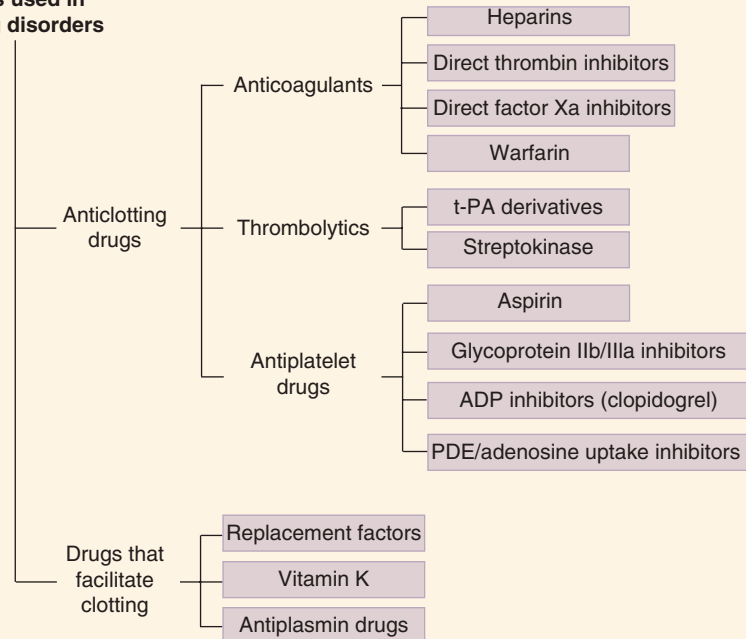 used in
disorders
Anticlotting
drugs
Anticoagulants
Heparins
Direct thrombin inhibitors
Direct factor Xa inhibitors
Warfarin
Thrombolytics
t-PA derivatives
Streptokinase
Antiplatelet
drugs
Aspirin
Glycoprotein IIb/IIIa inhibitors
ADP inhibitors (clopidogrel)
PDE/adenosine uptake inhibitors
Drugs that
facilitate
clotting
Replacement factors
Vitamin K
Antiplasmin drugs